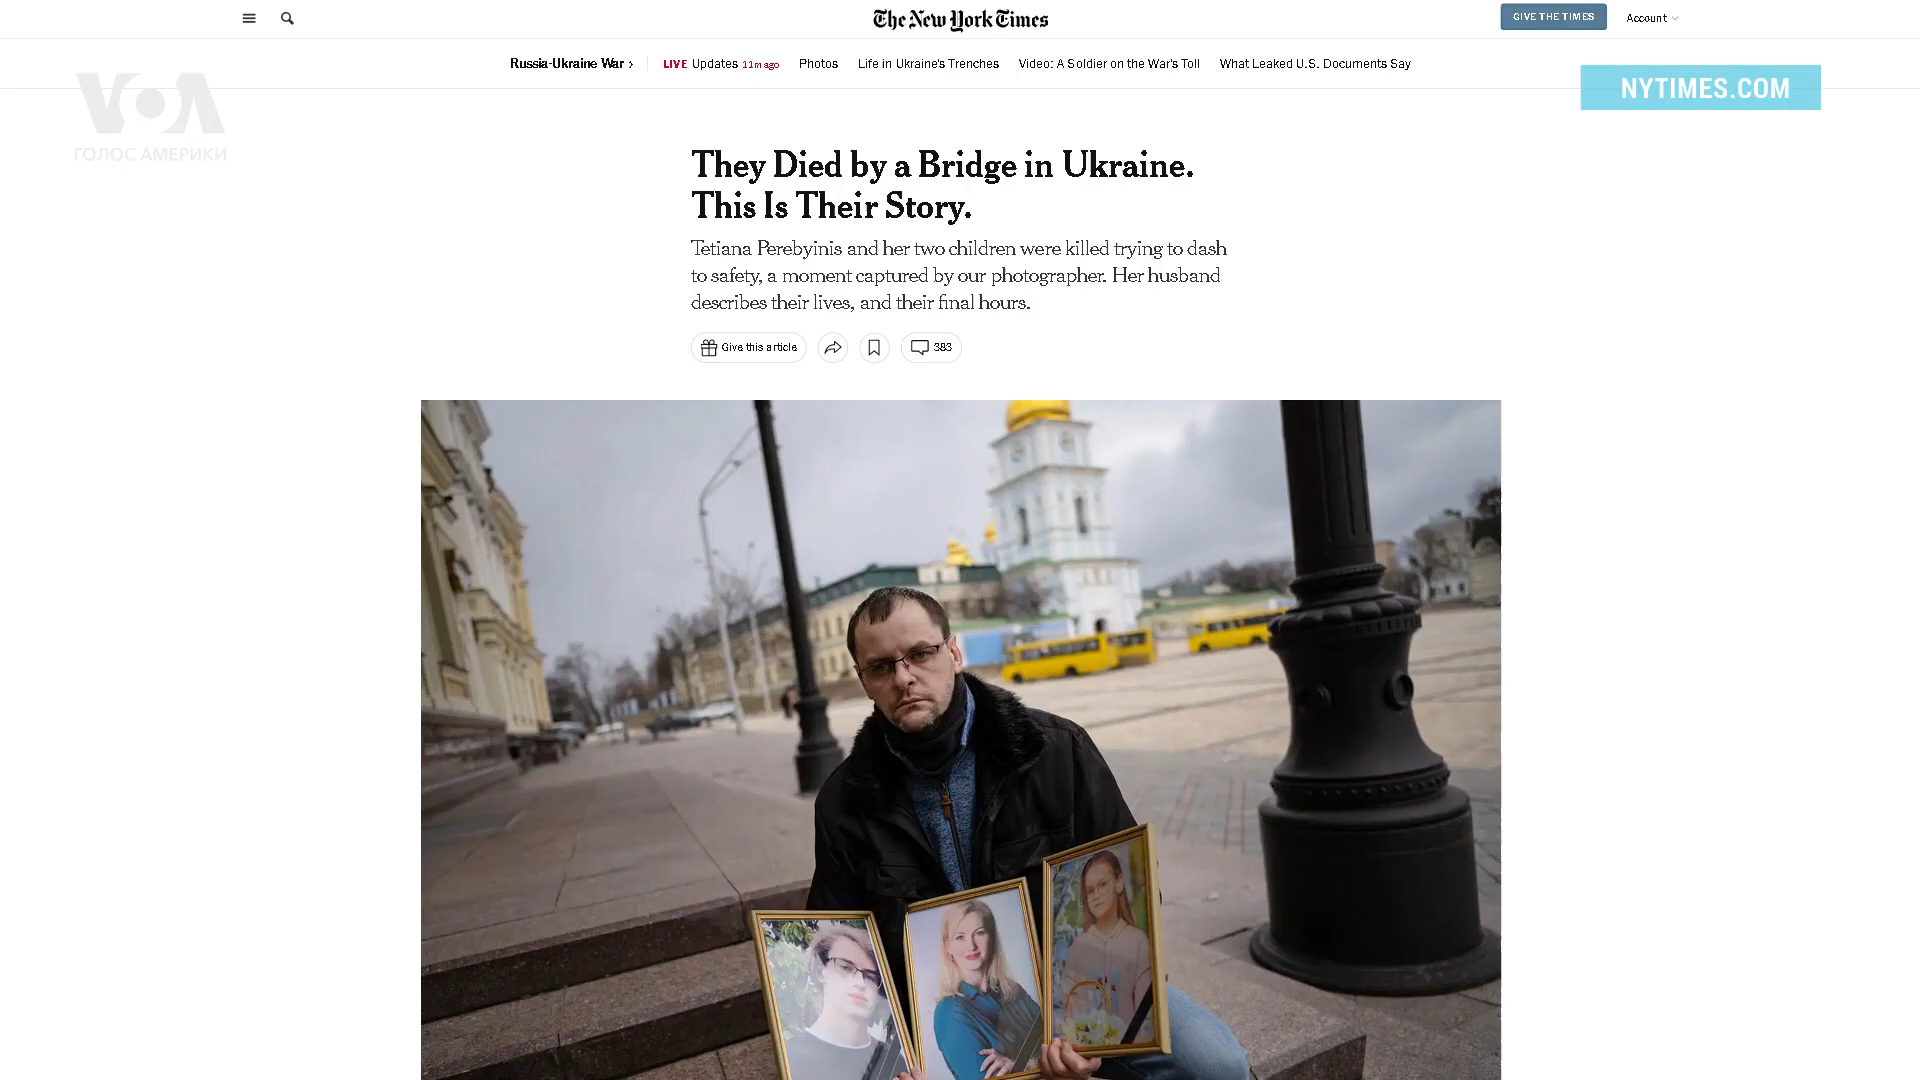 The New York Times
GIVE THE TIMES
Account
Russia-Ukraine War
LIVE Updates 11m ago
Photos
Life in Ukraine's Trenches
Video: A Soldier on the War's Toll
What Leaked U.S. Documents Say
VOA
ГОЛОС АМЕРИКИ
NYTIMES.COM
They Died by a Bridge in Ukraine.
This Is Their Story.
Tetiana Perebyinis and her two children were killed trying to dash
to safety, a moment captured by our photographer. Her husband
describes their lives, and their final hours.
Give this article
383